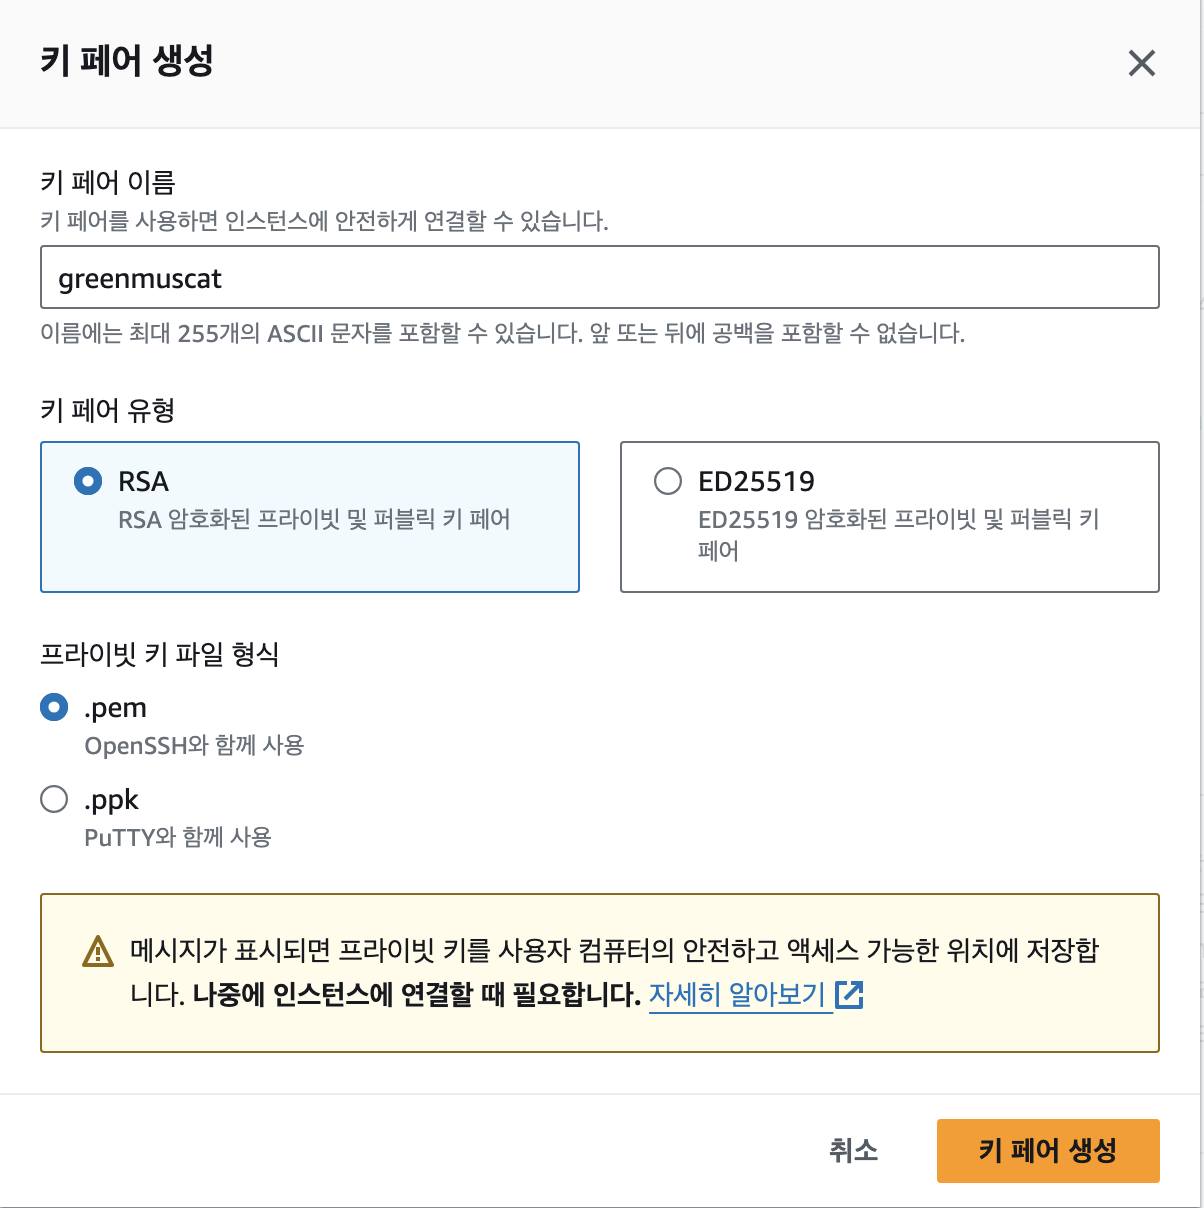 키 페어 생성
키 페어 이름
키 페어를 사용하면 인스턴스에 안전하게 연결할 수 있습니다.
greenmuscat
이름에는 최대 255개의 ASCII 문자를 포함할 수 있습니다. 앞 또는 뒤에 공백을 포함할 수 없습니다.
키 페어 유형
RSA
RSA 암호화된 프라이빗 및 퍼블릭 키 페어
ED25519
ED25519 암호화된 프라이빗 및 퍼블릭 키
페어
프라이빗 키 파일 형식
.pem
OpenSSH와 함께 사용
.ppk
PuTTY와 함께 사용
메시지가 표시되면 프라이빗 키를 사용자 컴퓨터의 안전하고 액세스 가능한 위치에 저장합
니다. 나중에 인스턴스에 연결할 때 필요합니다. 자세히 알아보기
취소
키 페어 생성